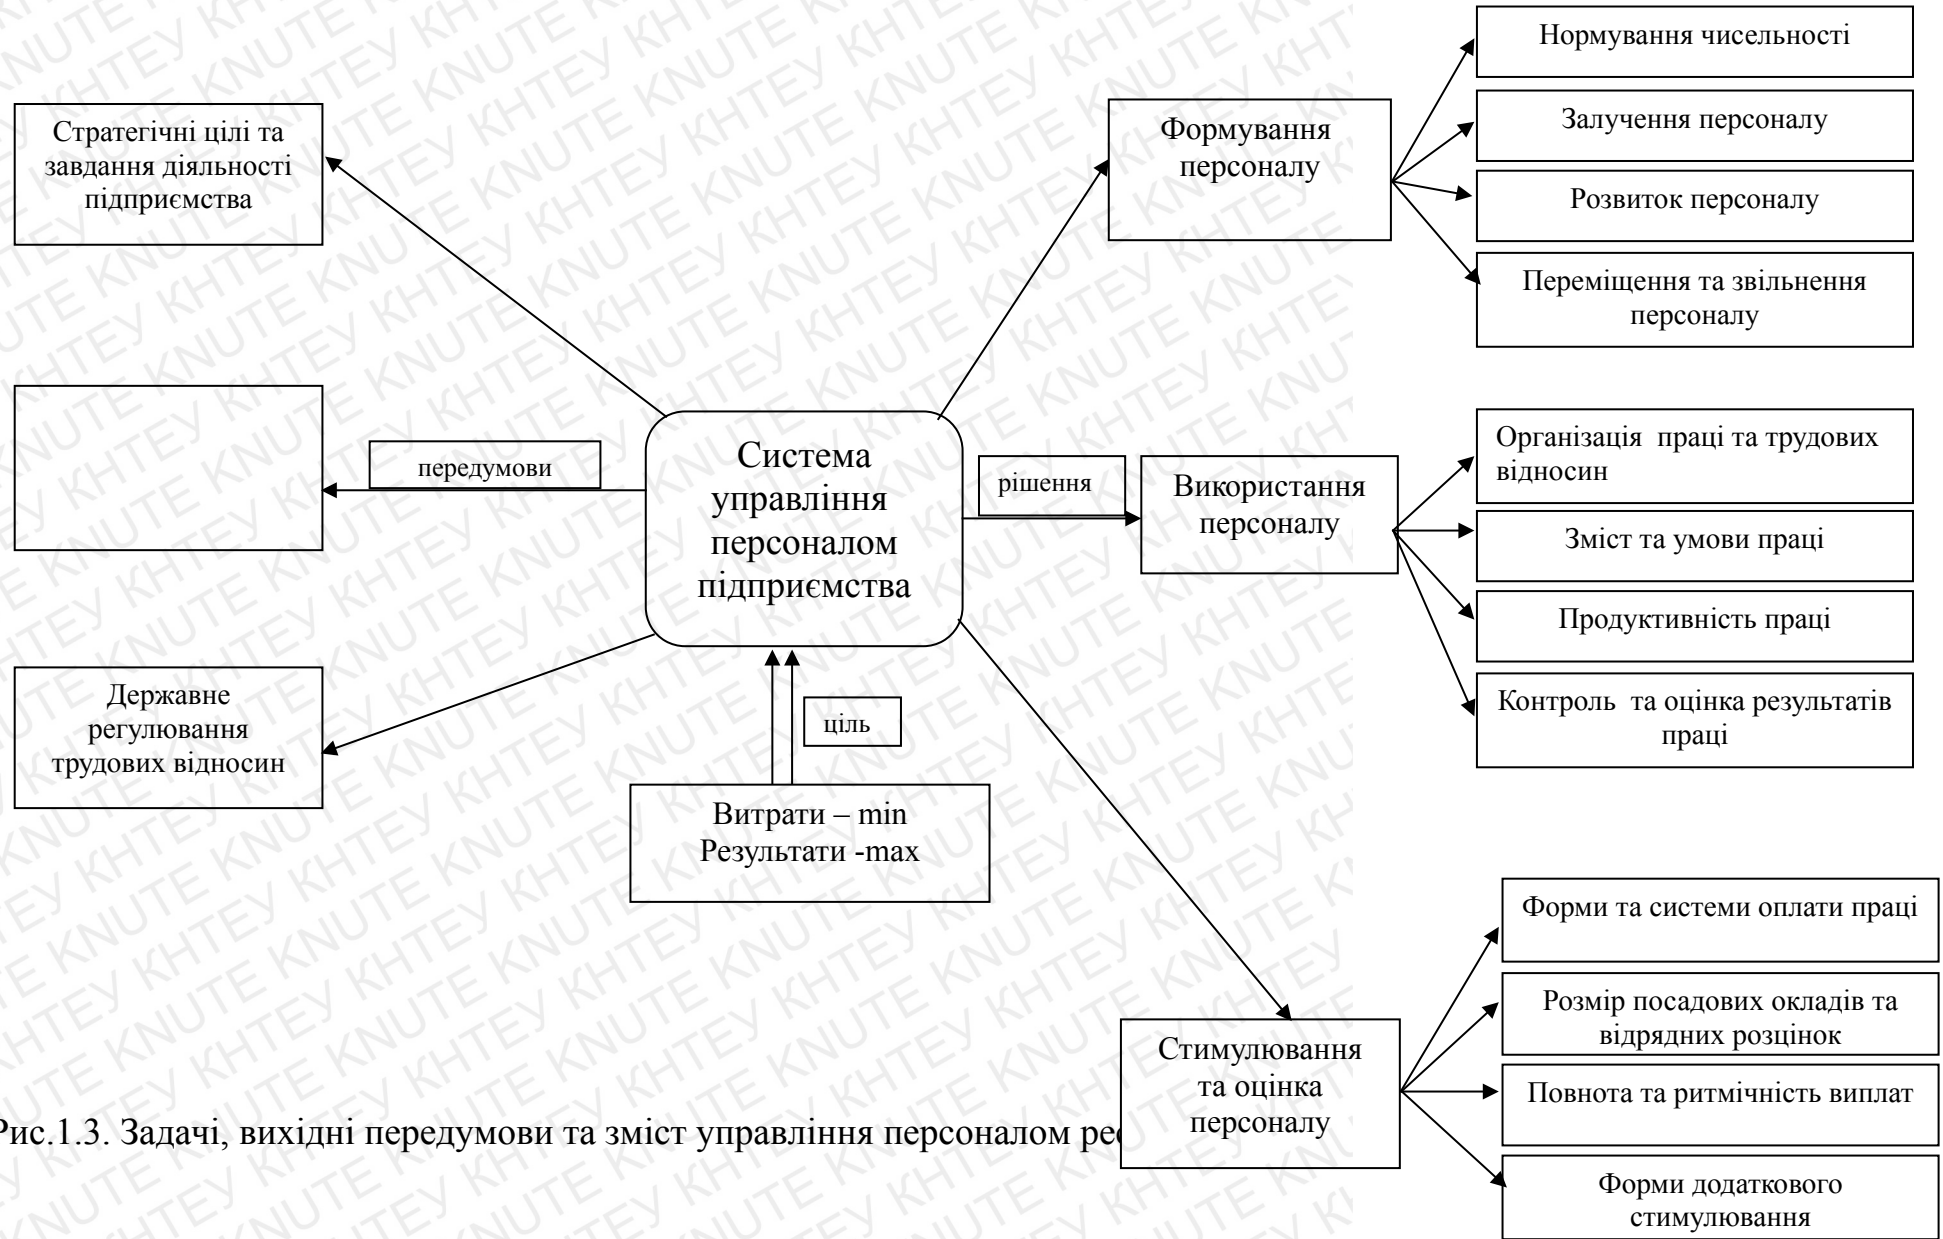 Стратегічні цілі та
завдання діяльності
підприємства
передумови
Державне
регулювання
трудових відносин
Система
управління
персоналом
підприємства
ціль
Витрати – min
Результати -max
рішення
Формування
персоналу
Нормування чисельності
Залучення персоналу
Розвиток персоналу
Переміщення та звільнення
персоналу
Використання
персоналу
Організація праці та трудових
відносин
Зміст та умови праці
Продуктивність праці
Контроль та оцінка результатів
праці
Стимулювання
та оцінка
персоналу
Форми та системи оплати праці
Розмір посадових окладів та
відрядних розцінок
Повнота та ритмічність виплат
Форми додаткового
стимулювання
Рис.1.3. Задачі, вихідні передумови та зміст управління персоналом